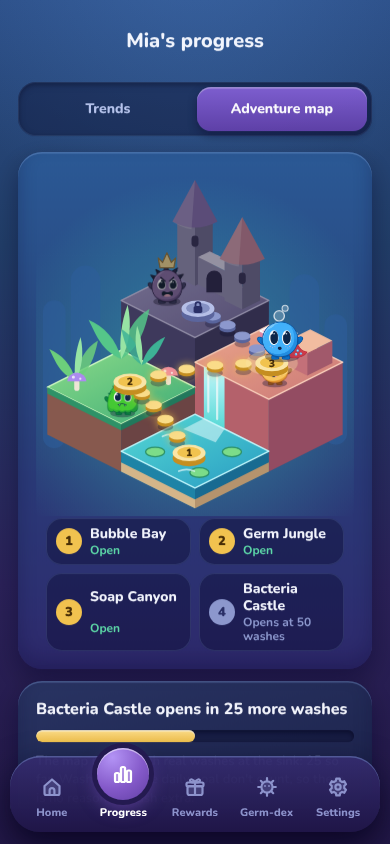 Mia's progress
Trends
Adventure map
2
3
1
1
Bubble Bay
Open
2
Germ Jungle
Open
3
Soap Canyon
Open
4
Bacteria
Castle
Opens at 50
washes
Bacteria Castle opens in 25 more washes
Home
Progress
Rewards
Germ-dex
Settings